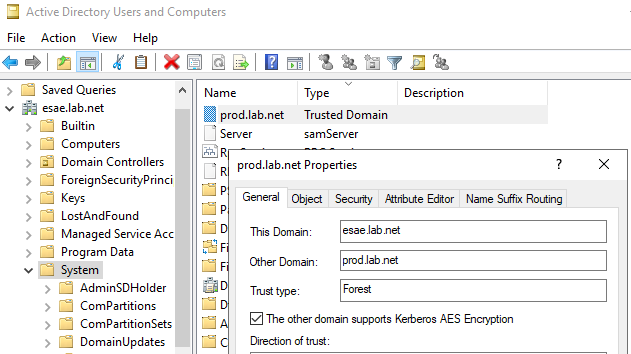 Active Directory Users and Computers
File Action View Help
Saved Queries
esae.lab.net
Builtin
Computers
Domain Controllers
ForeignSecurityPrinci
Keys
LostAndFound
Managed Service Acc
Program Data
System
AdminSDHolder
ComPartitions
ComPartitionSets
DomainUpdates
Name Type Description
prod.lab.net Trusted Domain
Server samServer
prod.lab.net Properties ? ×
General Object Security Attribute Editor Name Suffix Routing
This Domain: esae.lab.net
Other Domain: prod.lab.net
Trust type: Forest
The other domain supports Kerberos AES Encryption
Direction of trust: